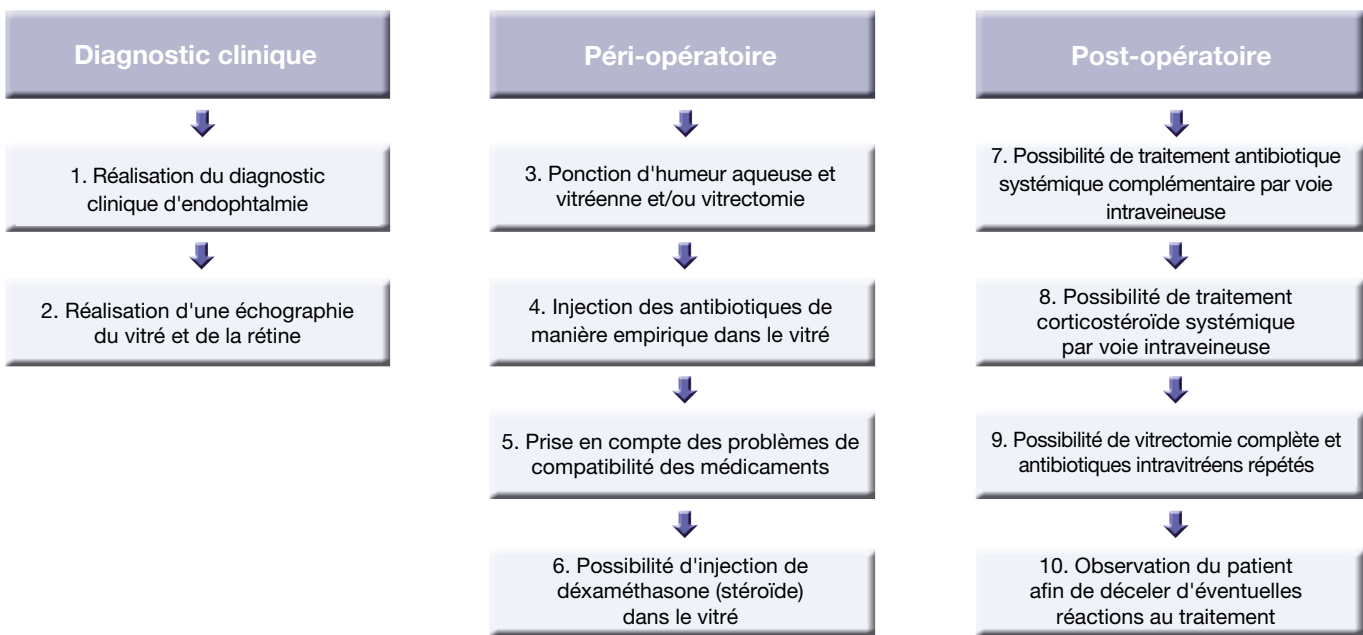 Diagnostic clinique
1. Réalisation du diagnostic
clinique d'endophtalmie
2. Réalisation d'une échographie
du vitré et de la rétine
Péri-opératoire
3. Ponction d'humeur aqueuse et
vitréenne et/ou vitrectomie
4. Injection des antibiotiques de
manière empirique dans le vitré
5. Prise en compte des problèmes de
compatibilité des médicaments
6. Possibilité d'injection de
déxaméthasone (stéroïde)
dans le vitré
Post-opératoire
7. Possibilité de traitement antibiotique
systémique complémentaire par voie
intraveineuse
8. Possibilité de traitement
corticostéroïde systémique
par voie intraveineuse
9. Possibilité de vitrectomie complète et
antibiotiques intravitréens répétés
10. Observation du patient
afin de déceler d'éventuelles
réactions au traitement